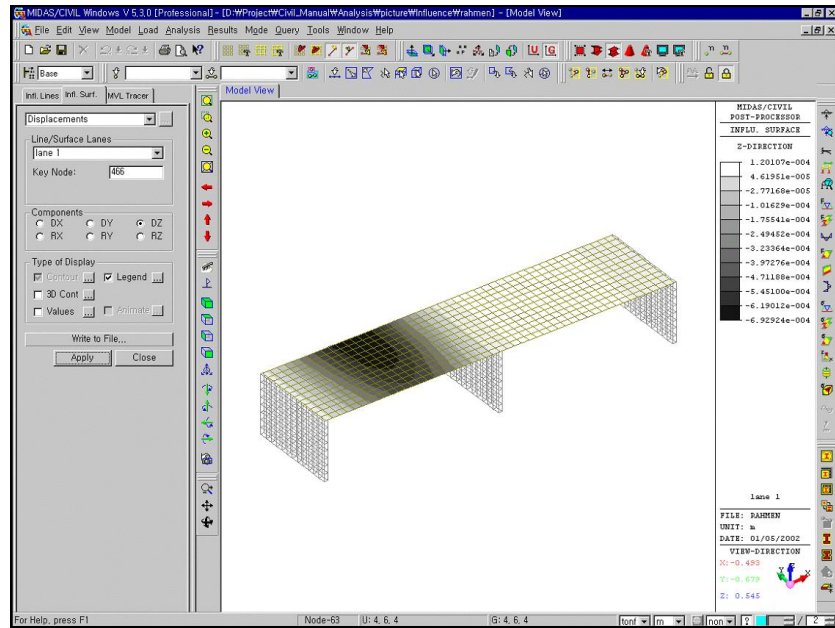 MIDAS/CIVIL Windows V 5,3,0 [Professional] - [D:₩Project₩Civil_Manual₩Analysis₩picture₩Influence₩rahmen] - [Model View]
File Edit View Model Load Analysis Results Mode Query Tools Window Help
Base
Infl. Lines Infl. Surf. MVL Tracer
Model View
Displacements
Line/Surface Lanes
lane 1
Key Node: 466
Components
DX DY DZ
RX RY RZ
Type of Display
Contour ... Legend ...
3D Cont ...
Values ... Animate ...
Write to File...
Apply Close
MIDAS/CIVIL
POST-PROCESSOR
INFLU. SURFACE
Z-DIRECTION
1.20107e-004
4.61951e-005
-2.77168e-005
-1.01629e-004
-1.75541e-004
-2.49452e-004
-3.23364e-004
-3.97276e-004
-4.71188e-004
-5.45100e-004
-6.19012e-004
-6.92924e-004
lane 1
FILE: RAHMEN
UNIT: m
DATE: 01/05/2002
VIEW-DIRECTION
X:-0.493
Y:-0.679
Z: 0.545
For Help, press F1
Node-63
U: 4, 6, 4
G: 4, 6, 4
tonf
m
non
?
2